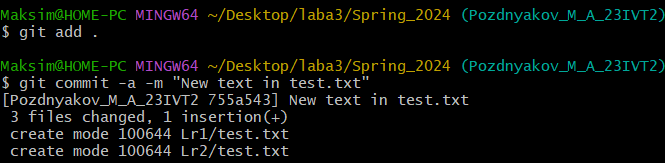 Maksim@HOME-PC MINGW64 ~/Desktop/laba3/Spring_2024 (Pozdnyakov_M_A_23IVT2)
$ git add .
Maksim@HOME-PC MINGW64 ~/Desktop/laba3/Spring_2024 (Pozdnyakov_M_A_23IVT2)
$ git commit -a -m "New text in test.txt"
[Pozdnyakov_M_A_23IVT2 755a543] New text in test.txt
 3 files changed, 1 insertion(+)
 create mode 100644 Lr1/test.txt
 create mode 100644 Lr2/test.txt